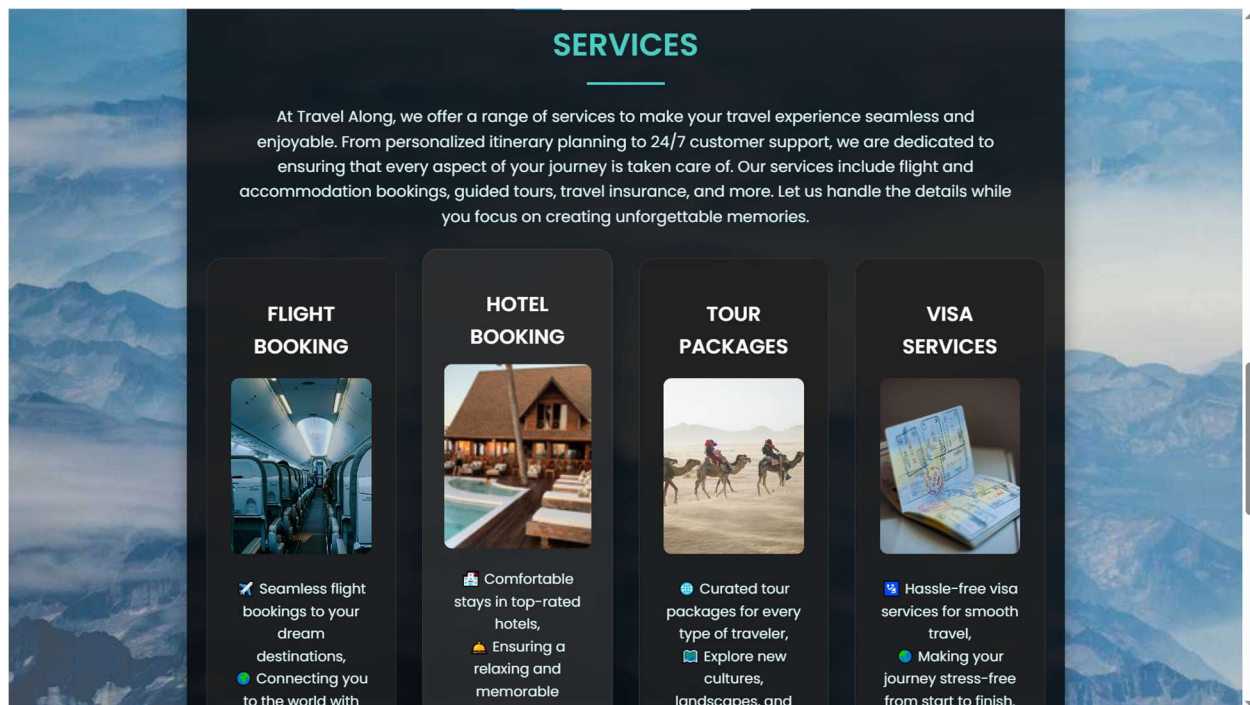 SERVICES
At Travel Along, we offer a range of services to make your travel experience seamless and
enjoyable. From personalized itinerary planning to 24/7 customer support, we are dedicated to
ensuring that every aspect of your journey is taken care of. Our services include flight and
accommodation bookings, guided tours, travel insurance, and more. Let us handle the details while
you focus on creating unforgettable memories.
FLIGHT
BOOKING
✈️ Seamless flight
bookings to your
dream
destinations,
🌍 Connecting you
to the world with
HOTEL
BOOKING
🏨 Comfortable
stays in top-rated
hotels,
🛎️ Ensuring a
relaxing and
memorable
TOUR
PACKAGES
🌐 Curated tour
packages for every
type of traveler,
🗺️ Explore new
cultures,
landscapes, and
VISA
SERVICES
🛂 Hassle-free visa
services for smooth
travel,
🌍 Making your
journey stress-free
from start to finish.